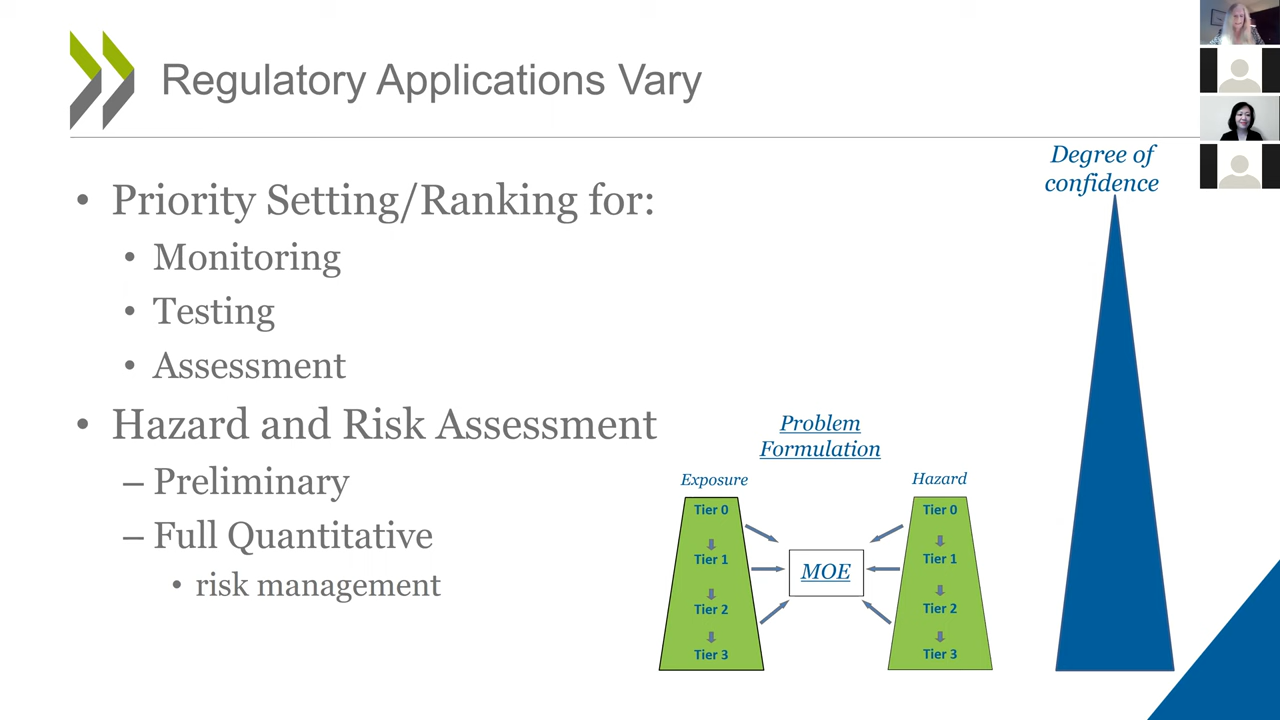 Regulatory Applications Vary
Degree of
confidence
• Priority Setting/Ranking for:
• Monitoring
• Testing
• Assessment
• Hazard and Risk Assessment
– Preliminary
– Full Quantitative
• risk management
Problem
Formulation
Exposure
Tier 0
Tier 1
Tier 2
Tier 3
MOE
Hazard
Tier 0
Tier 1
Tier 2
Tier 3